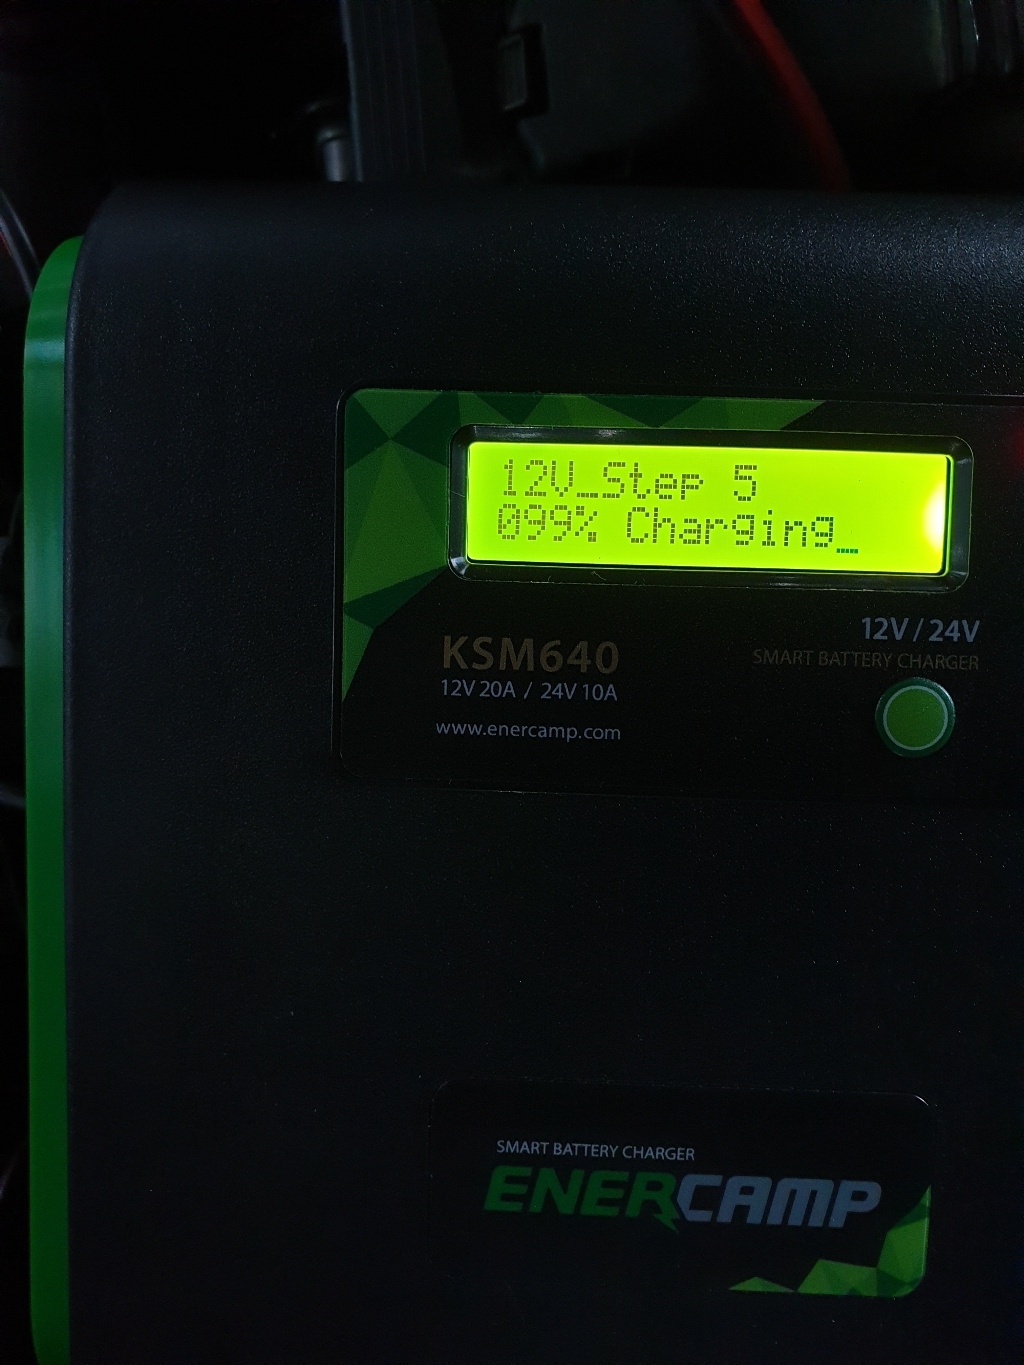 12V_Step 5
099% Charging_
KSM640
12V 20A / 24V 10A
www.enercamp.com
12V / 24V
SMART BATTERY CHARGER
SMART BATTERY CHARGER
ENERCAMP